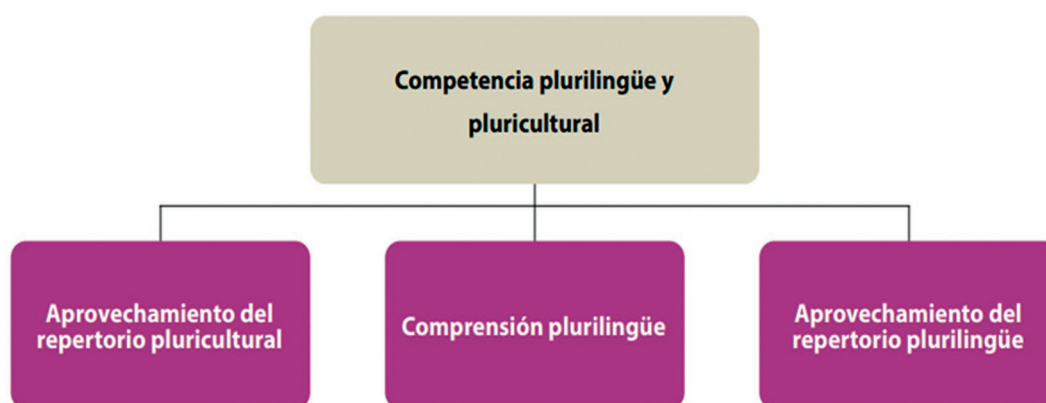 Competencia plurilingüe y
pluricultural
Aprovechamiento del
repertorio pluricultural
Comprensión plurilingüe
Aprovechamiento del
repertorio plurilingüe